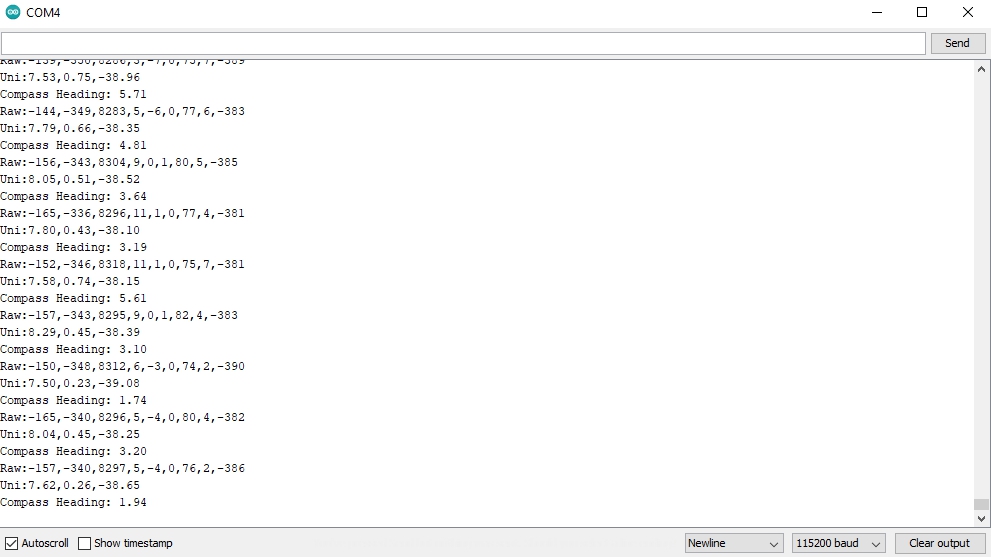 COM4
Send
Raw:-139,-350,8286,3,-7,0,75,7,-389
Uni:7.53,0.75,-38.96
Compass Heading: 5.71
Raw:-144,-349,8283,5,-6,0,77,6,-383
Uni:7.79,0.66,-38.35
Compass Heading: 4.81
Raw:-156,-343,8304,9,0,1,80,5,-385
Uni:8.05,0.51,-38.52
Compass Heading: 3.64
Raw:-165,-336,8296,11,1,0,77,4,-381
Uni:7.80,0.43,-38.10
Compass Heading: 3.19
Raw:-152,-346,8318,11,1,0,75,7,-381
Uni:7.58,0.74,-38.15
Compass Heading: 5.61
Raw:-157,-343,8295,9,0,1,82,4,-383
Uni:8.29,0.45,-38.39
Compass Heading: 3.10
Raw:-150,-348,8312,6,-3,0,74,2,-390
Uni:7.50,0.23,-39.08
Compass Heading: 1.74
Raw:-165,-340,8296,5,-4,0,80,4,-382
Uni:8.04,0.45,-38.25
Compass Heading: 3.20
Raw:-157,-340,8297,5,-4,0,76,2,-386
Uni:7.62,0.26,-38.65
Compass Heading: 1.94
Autoscroll Show timestamp Newline 115200 baud Clear output